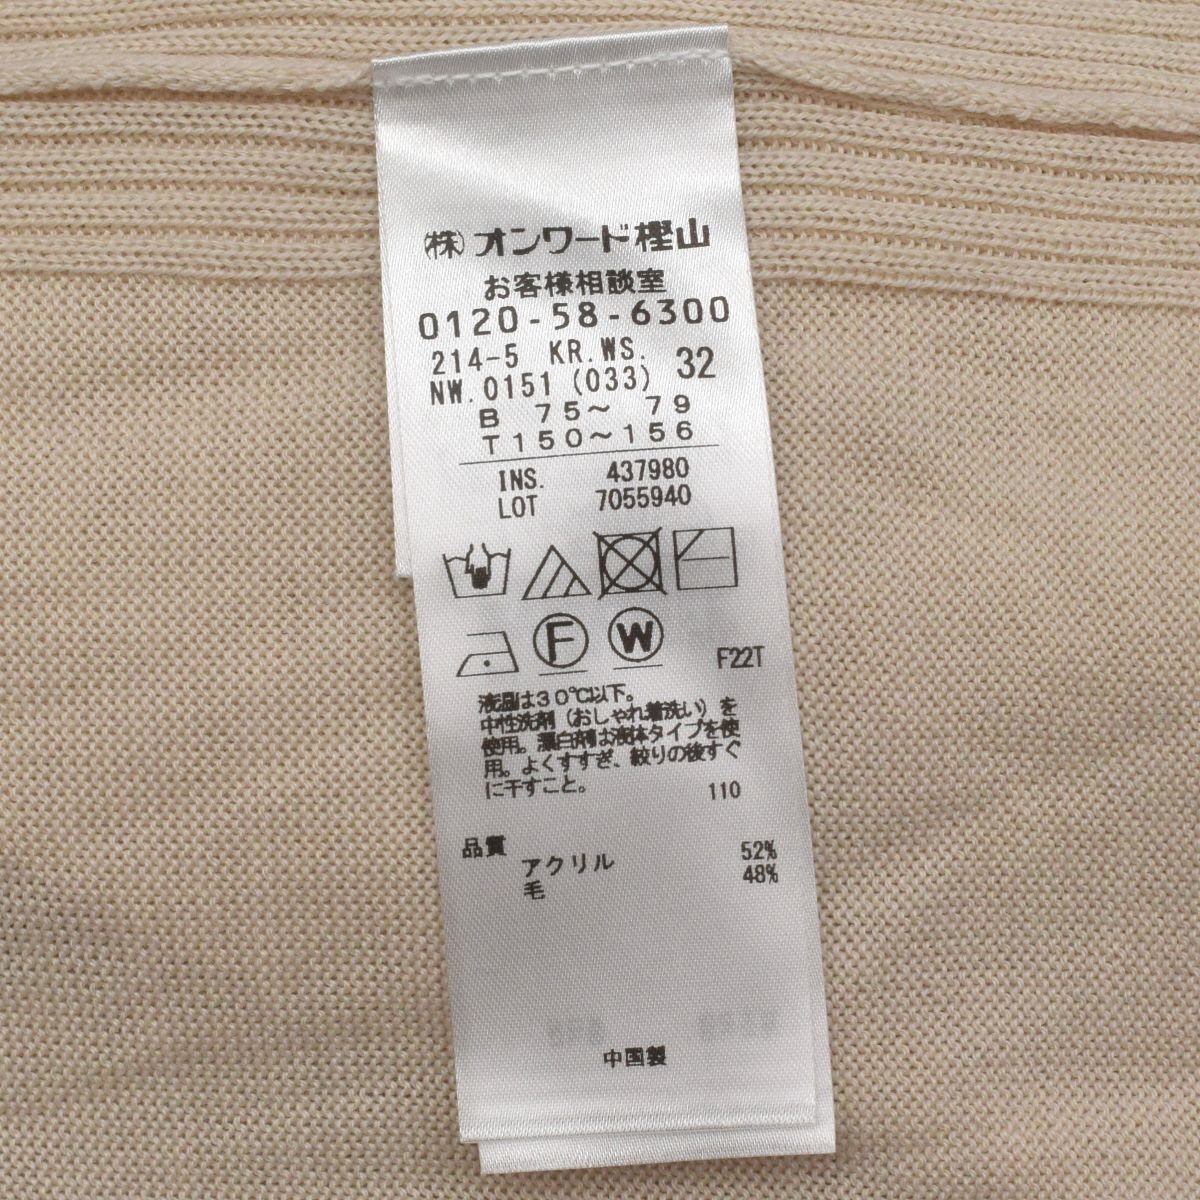 (株)オンワード樫山
お客様相談室
0120-58-6300
214-5 KR.WS. 32
NW.0151 (033)
B 75〜 79
T150〜156
INS. 437980
LOT 7055940
F W F22T
液温は30℃以下。
中性洗剤(おしゃれ着洗い)を
使用。漂白剤は液体タイプを使
用。よくすすぎ、絞りの後すぐ
に干すこと。
110
品質
アクリル 52%
毛 48%
中国製